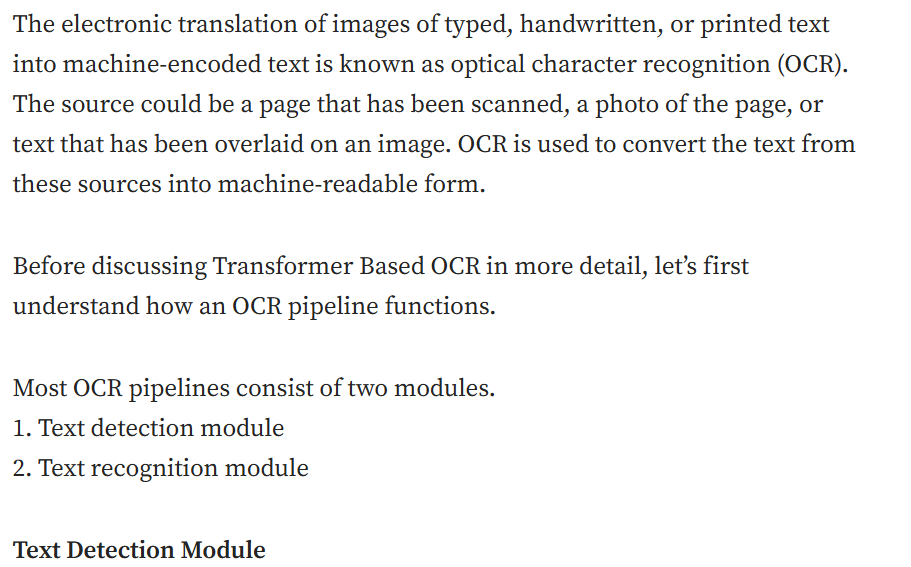 The electronic translation of images of typed, handwritten, or printed text
into machine-encoded text is known as optical character recognition (OCR).
The source could be a page that has been scanned, a photo of the page, or
text that has been overlaid on an image. OCR is used to convert the text from
these sources into machine-readable form.
Before discussing Transformer Based OCR in more detail, let’s first
understand how an OCR pipeline functions.
Most OCR pipelines consist of two modules.
1. Text detection module
2. Text recognition module
Text Detection Module